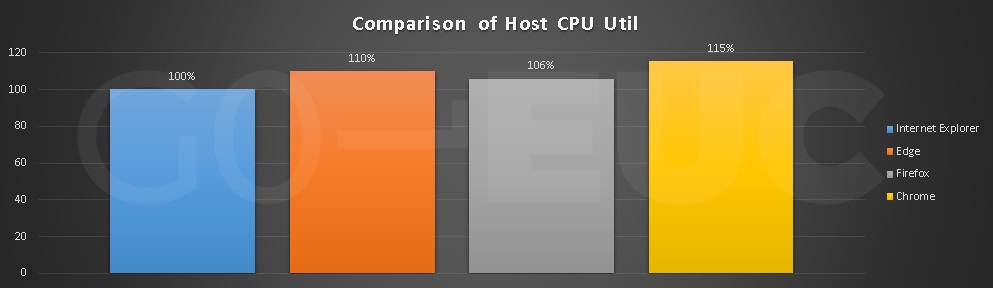 Comparison of Host CPU Util
120
100
80
60
40
20
0
100%
110%
106%
115%
Internet Explorer
Edge
Firefox
Chrome
GO-EUC